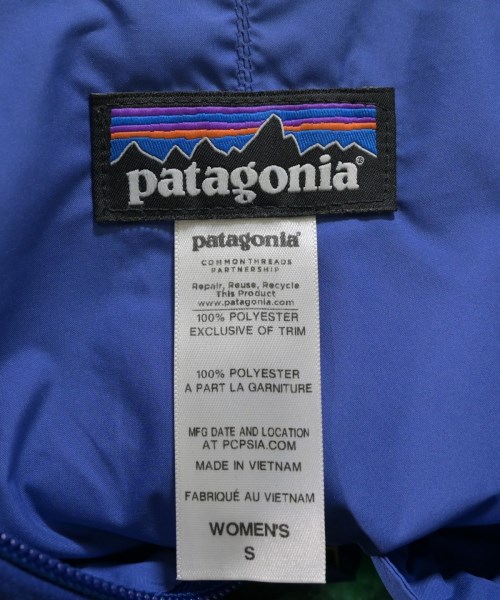 patagonia®
patagonia®
COMMONTHREADS
PARTNERSHIP
Repair, Reuse, Recycle
This Product
www.patagonia.com
100% POLYESTER
EXCLUSIVE OF TRIM
100% POLYESTER
A PART LA GARNITURE
MFG DATE AND LOCATION
AT PCPSIA.COM
MADE IN VIETNAM
FABRIQUÉ AU VIETNAM
WOMEN'S
S